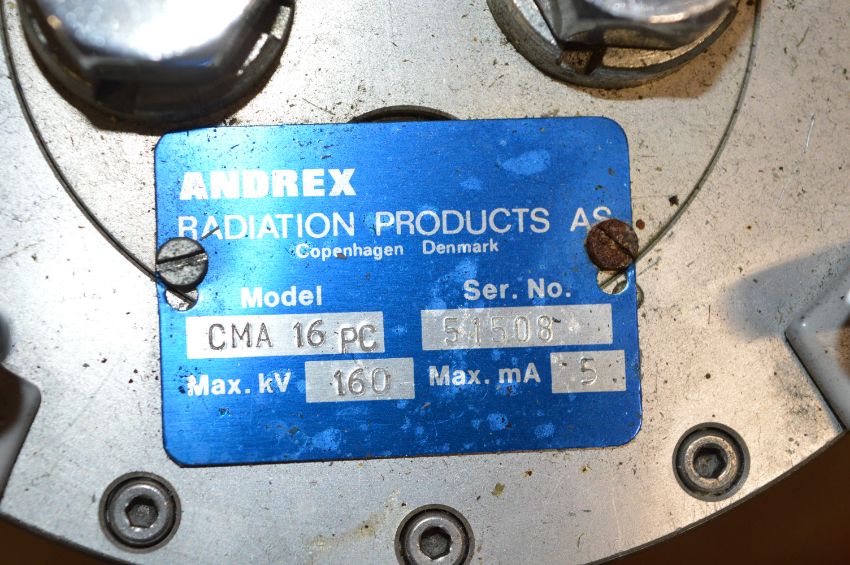 ANDREX
RADIATION PRODUCTS AS
Copenhagen Denmark
Model Ser. No.
CMA 16 PC 51508
Max. kV 160 Max. mA 5